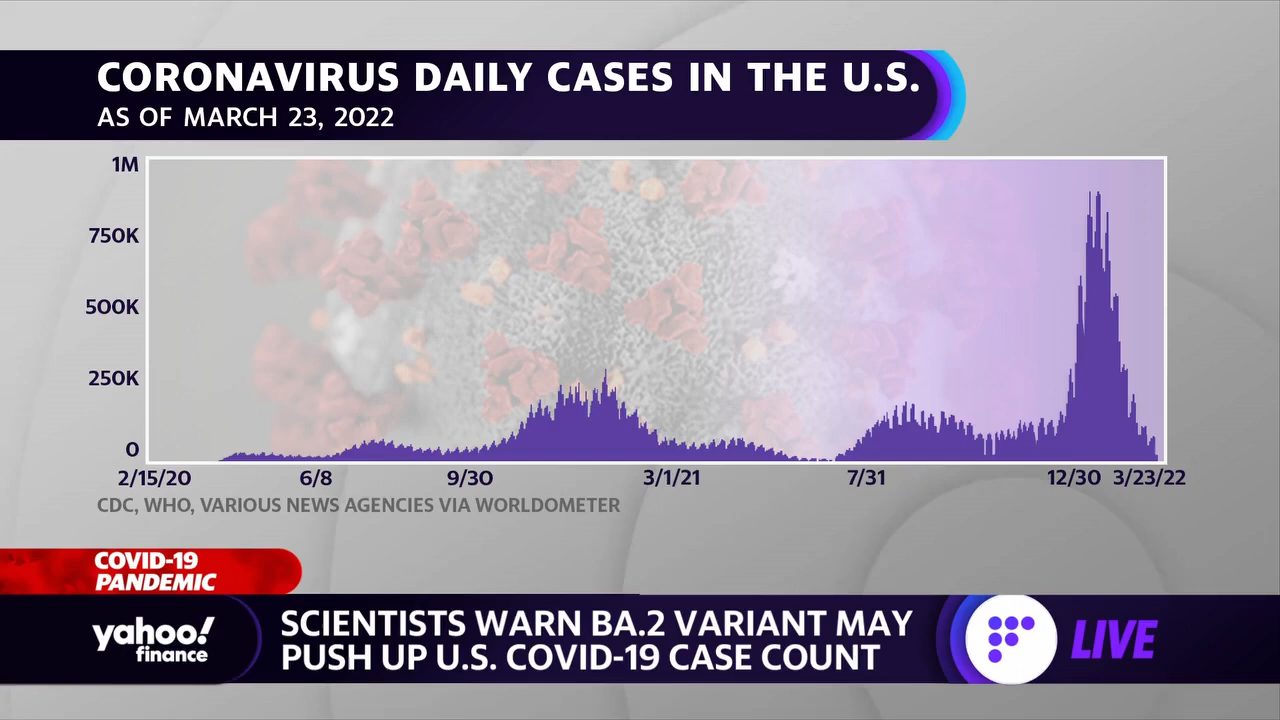 CORONAVIRUS DAILY CASES IN THE U.S.
AS OF MARCH 23, 2022
1M
750K
500K
250K
0
2/15/20 6/8 9/30 3/1/21 7/31 12/30 3/23/22
CDC, WHO, VARIOUS NEWS AGENCIES VIA WORLDOMETER
COVID-19
PANDEMIC
yahoo!
finance
SCIENTISTS WARN BA.2 VARIANT MAY
PUSH UP U.S. COVID-19 CASE COUNT
LIVE